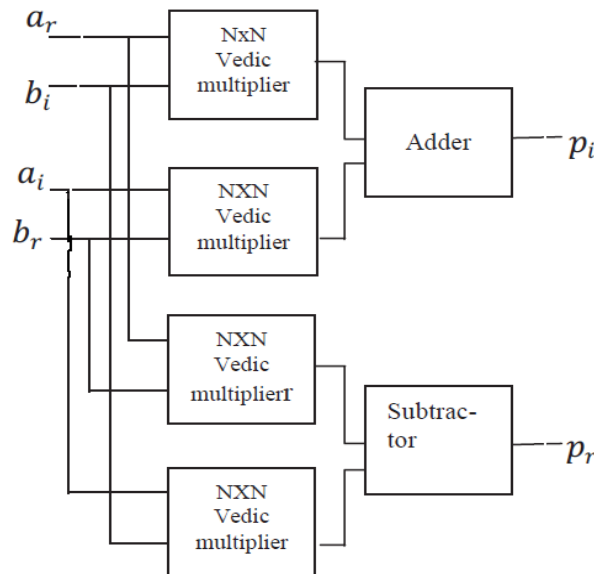 a_r
b_i
a_i
b_r
NxN
Vedic
multiplier
NXN
Vedic
multiplier
NXN
Vedic
multiplierr
NXN
Vedic
multiplier
Adder
Subtrac-
tor
p_i
p_r